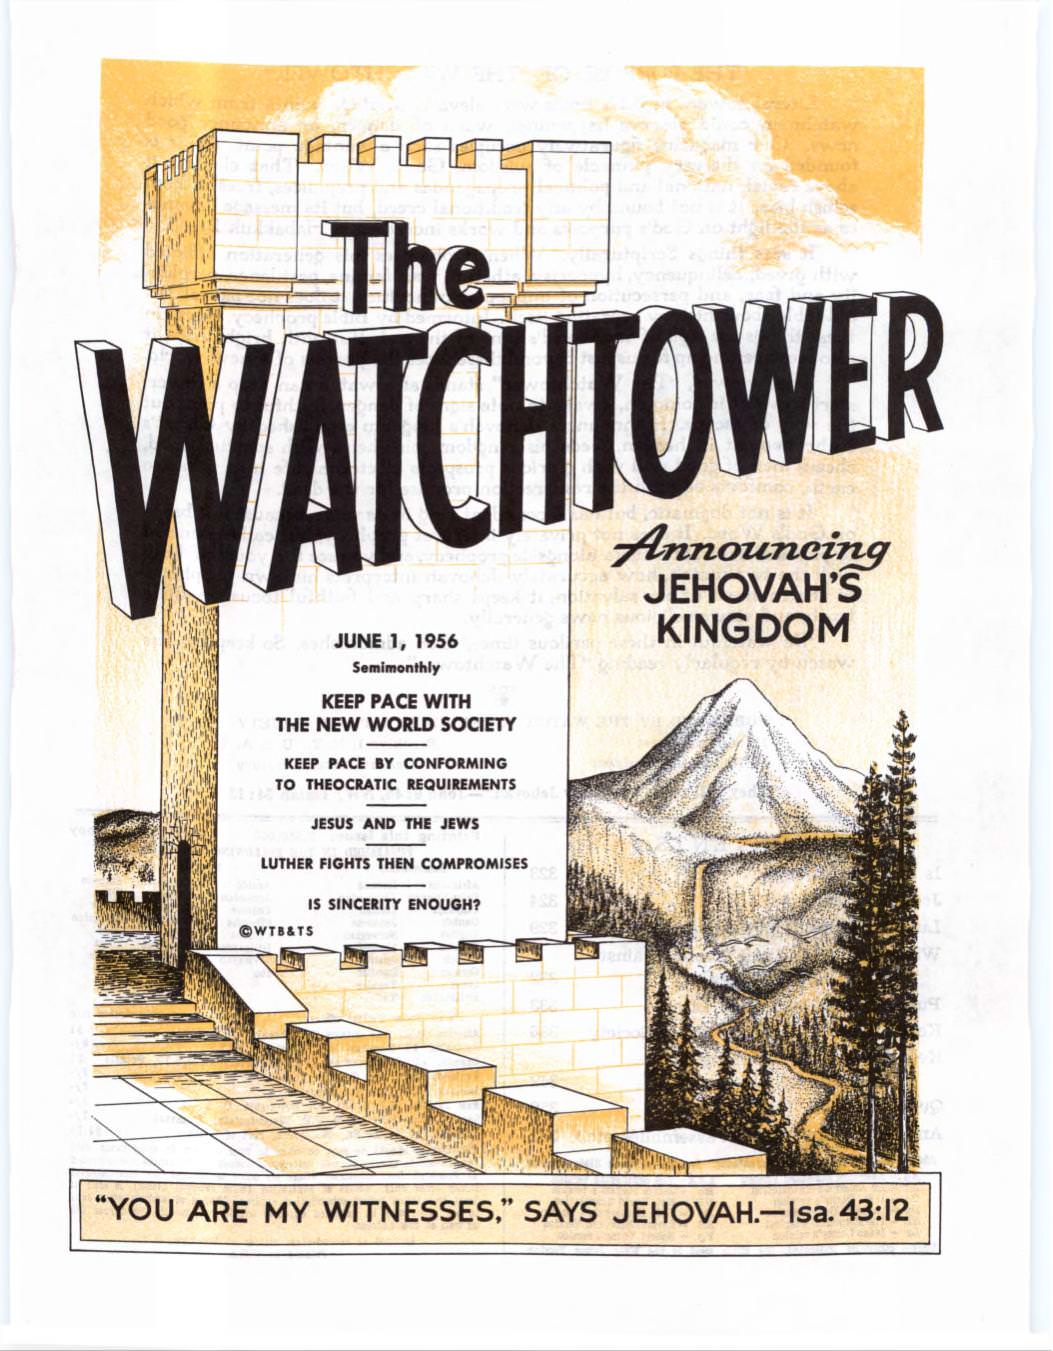 The
WATCHTOWER
Announcing
JEHOVAH'S
KINGDOM
JUNE 1, 1956
Semimonthly
KEEP PACE WITH
THE NEW WORLD SOCIETY
KEEP PACE BY CONFORMING
TO THEOCRATIC REQUIREMENTS
JESUS AND THE JEWS
LUTHER FIGHTS THEN COMPROMISES
IS SINCERITY ENOUGH?
©WTB&TS
“YOU ARE MY WITNESSES,” SAYS JEHOVAH.—Isa. 43:12